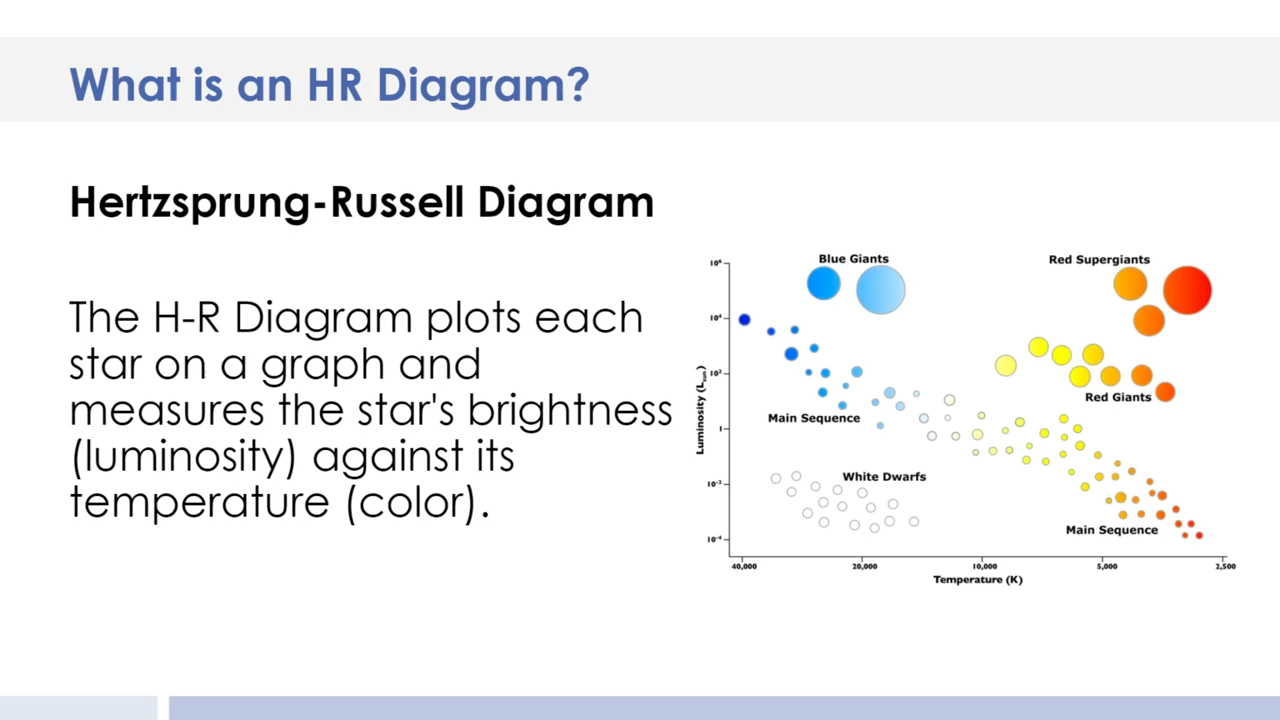 What is an HR Diagram?
Hertzsprung-Russell Diagram
The H-R Diagram plots each
star on a graph and
measures the star's brightness
(luminosity) against its
temperature (color).
Blue Giants
Red Supergiants
10⁶
10⁴
10²
Red Giants
Main Sequence
Luminosity (Lsun)
1
White Dwarfs
10⁻²
Main Sequence
10⁻⁴
40,000
20,000
10,000
5,000
2,500
Temperature (K)